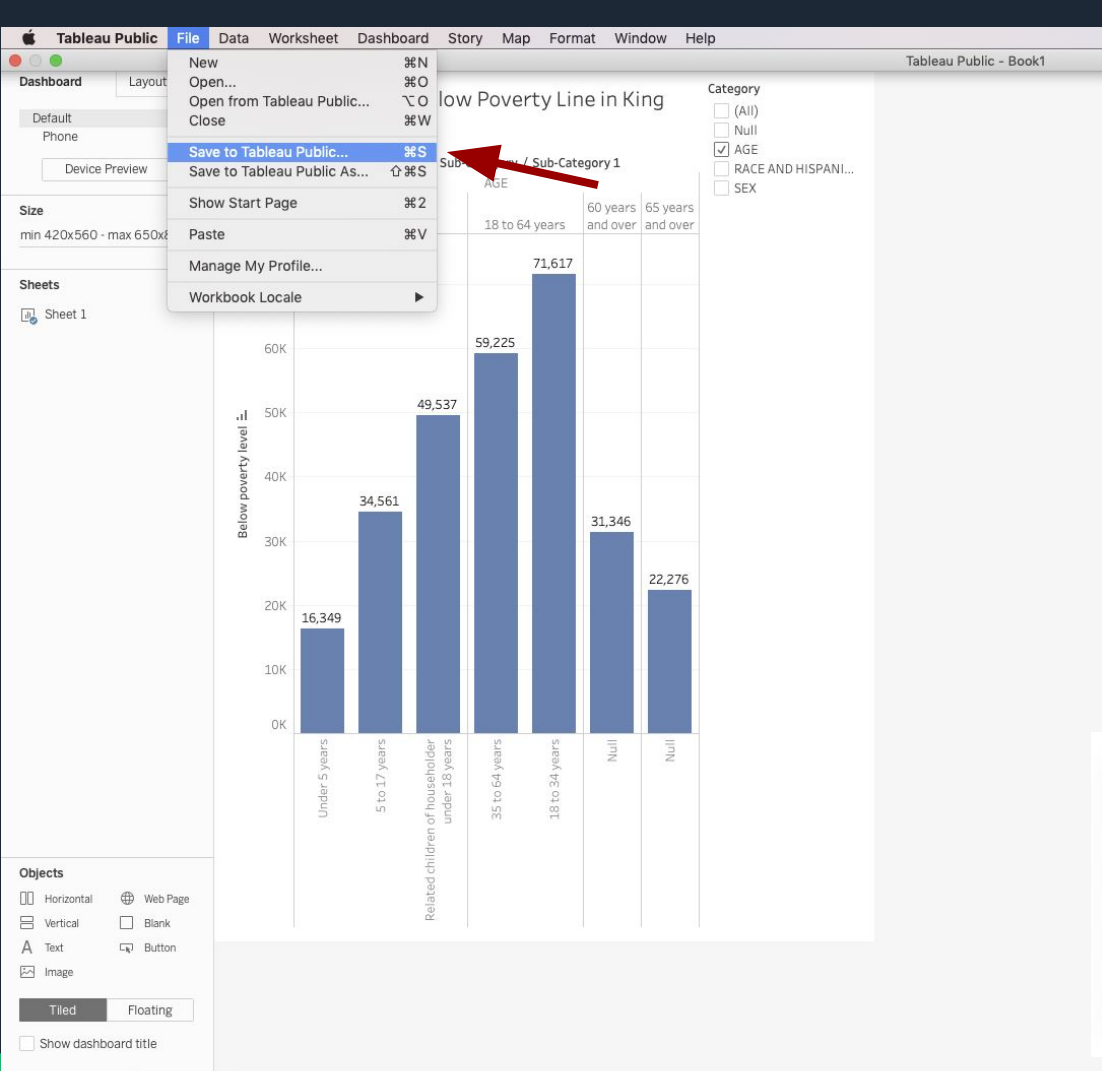 Tableau Public File Data Worksheet Dashboard Story Map Format Window Help
Tableau Public - Book1
New ⌘N
Open... ⌘O
Open from Tableau Public... ⌥O
Close ⌘W
Save to Tableau Public... ⌘S
Save to Tableau Public As... ⇧⌘S
Show Start Page ⌘2
Paste ⌘V
Manage My Profile...
Workbook Locale
Dashboard Layout
Default
Phone
Device Preview
Size
min 420x560 - max 650x8
Sheets
Sheet 1
Objects
Horizontal Web Page
Vertical Blank
Text Button
Image
Tiled Floating
Show dashboard title
low Poverty Line in King
/ Sub-Category 1
AGE
18 to 64 years
60 years and over
65 years and over
Below poverty level
60K
50K
40K
30K
20K
10K
0K
16,349
34,561
49,537
59,225
71,617
31,346
22,276
Under 5 years
5 to 17 years
Related children of householder
under 18 years
35 to 64 years
18 to 34 years
Null
Null
Category
(All)
Null
AGE
RACE AND HISPANI...
SEX